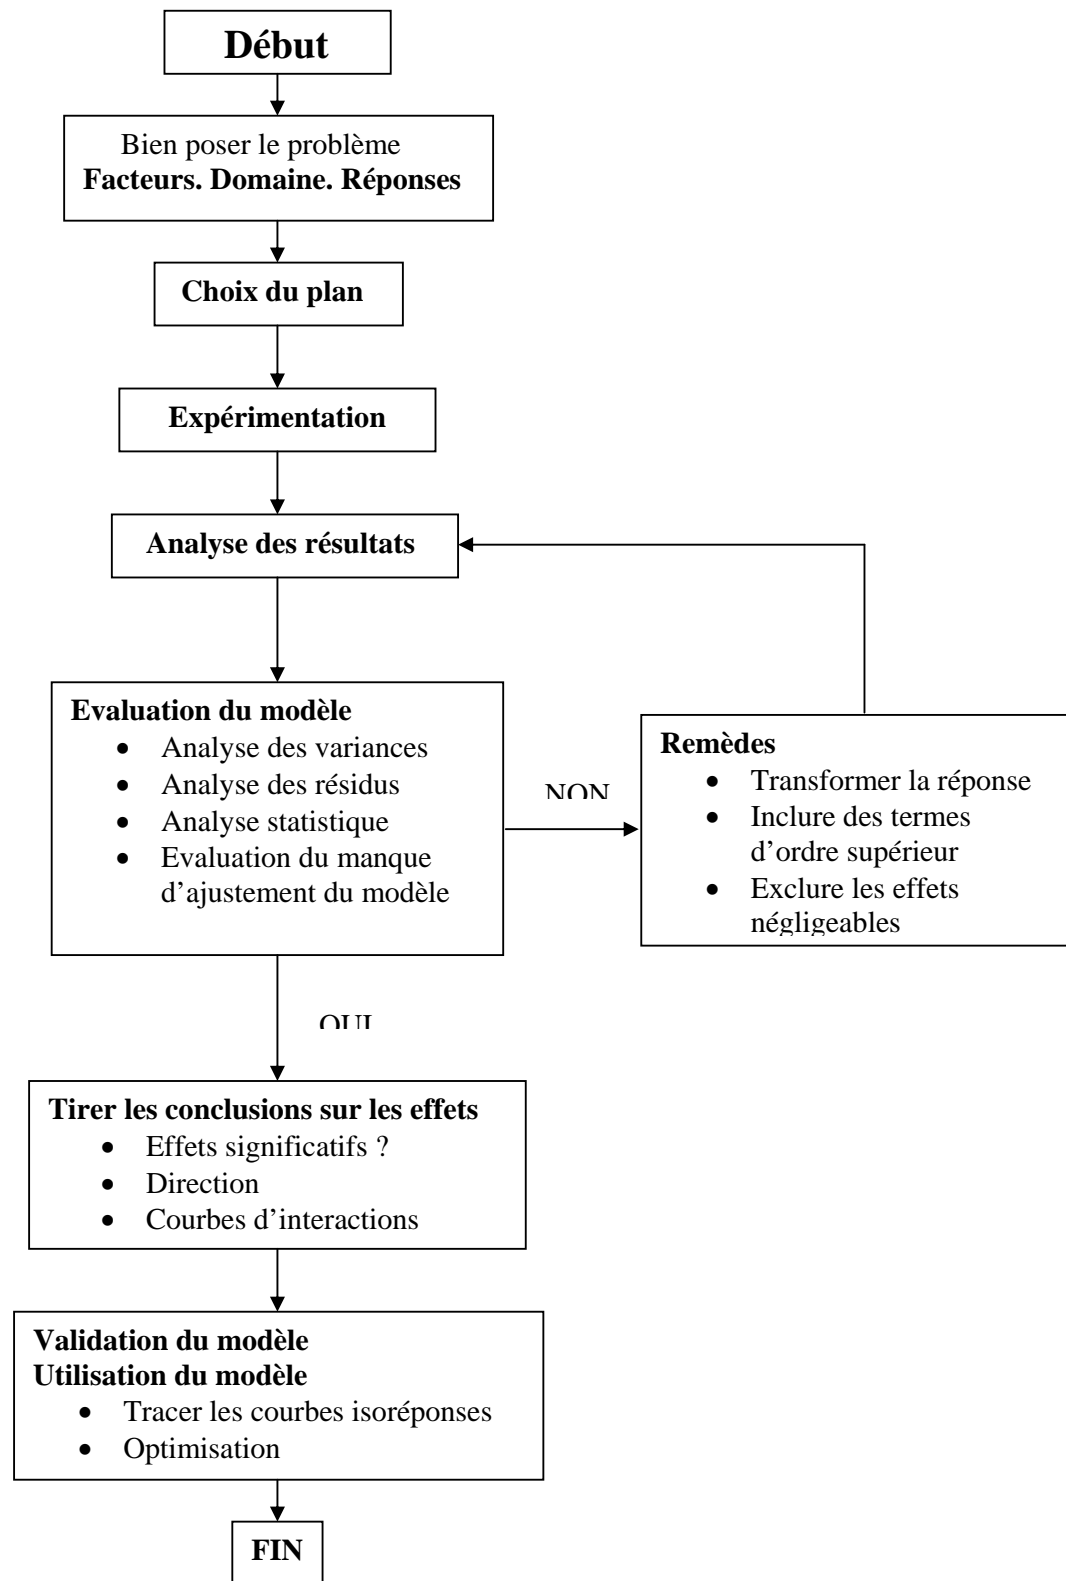 Début
Bien poser le problème
Facteurs. Domaine. Réponses
Choix du plan
Expérimentation
Analyse des résultats
Evaluation du modèle
• Analyse des variances
• Analyse des résidus
• Analyse statistique
• Evaluation du manque
d’ajustement du modèle
NON
Remèdes
• Transformer la réponse
• Inclure des termes
d’ordre supérieur
• Exclure les effets
négligeables
OUI
Tirer les conclusions sur les effets
• Effets significatifs ?
• Direction
• Courbes d’interactions
Validation du modèle
Utilisation du modèle
• Tracer les courbes isoréponses
• Optimisation
FIN